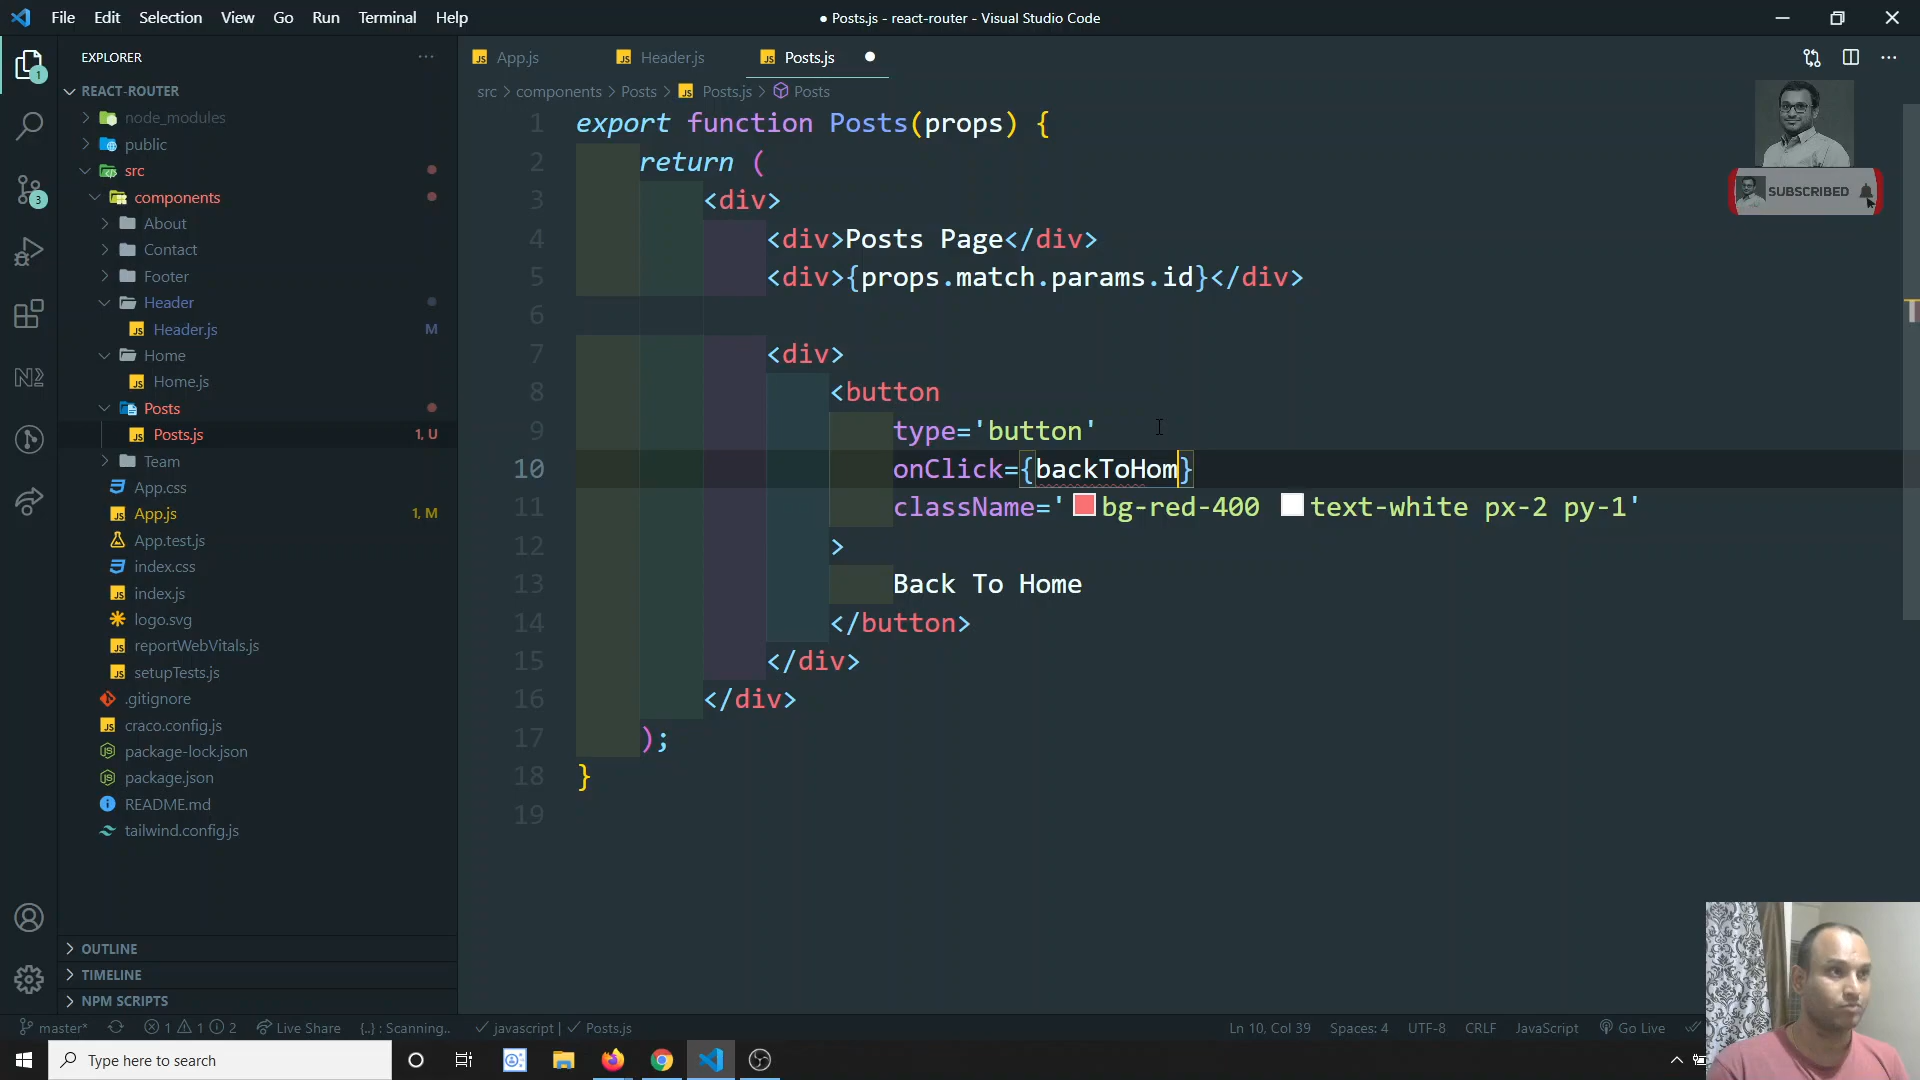 File Edit Selection View Go Run Terminal Help
● Posts.js - react-router - Visual Studio Code
EXPLORER
REACT-ROUTER
node_modules
public
src
components
About
Contact
Footer
Header
Header.js M
Home
Home.js
Posts
Posts.js 1, U
Team
App.css
App.js 1, M
App.test.js
index.css
index.js
logo.svg
reportWebVitals.js
setupTests.js
.gitignore
craco.config.js
package-lock.json
package.json
README.md
tailwind.config.js
OUTLINE
TIMELINE
NPM SCRIPTS
App.js Header.js Posts.js
src > components > Posts > Posts.js > Posts
1 export function Posts(props) {
2 return (
3 <div>
4 <div>Posts Page</div>
5 <div>{props.match.params.id}</div>
6
7 <div>
8 <button
9 type='button'
10 onClick={backToHom}
11 className='bg-red-400 text-white px-2 py-1'
12 >
13 Back To Home
14 </button>
15 </div>
16 </div>
17 );
18 }
19
SUBSCRIBED
master* 1 1 2 Live Share {..} : Scanning.. javascript | Posts.js
Ln 10, Col 39 Spaces: 4 UTF-8 CRLF JavaScript Go Live
Type here to search